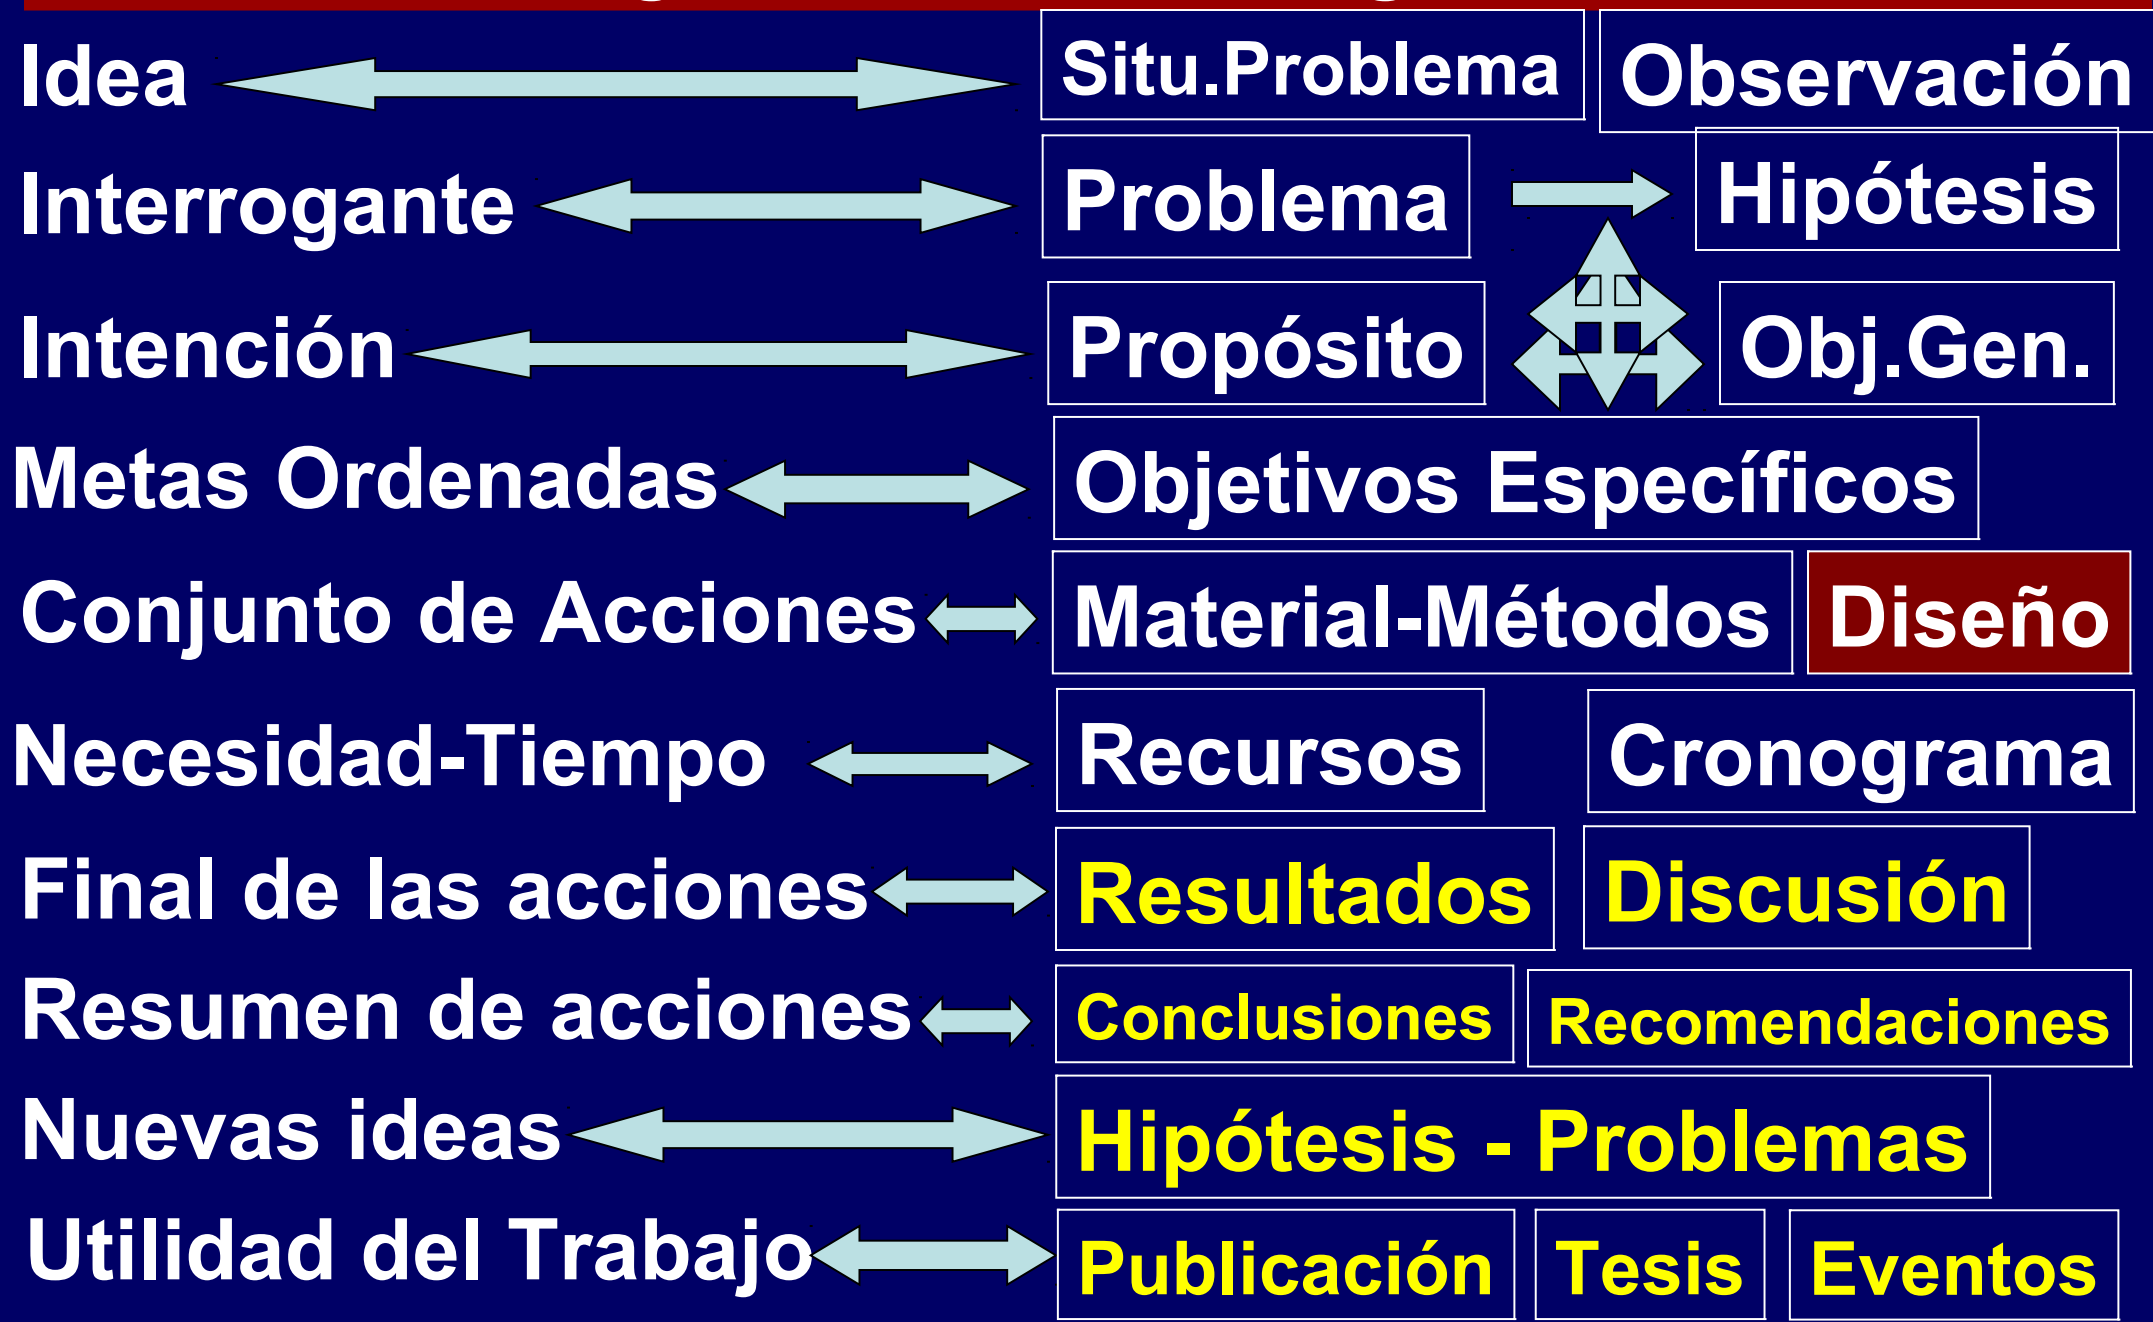 Idea Situ.Problema Observación
Interrogante Problema Hipótesis
Intención Propósito Obj.Gen.
Metas Ordenadas Objetivos Específicos
Conjunto de Acciones Material-Métodos Diseño
Necesidad-Tiempo Recursos Cronograma
Final de las acciones Resultados Discusión
Resumen de acciones Conclusiones Recomendaciones
Nuevas ideas Hipótesis - Problemas
Utilidad del Trabajo Publicación Tesis Eventos